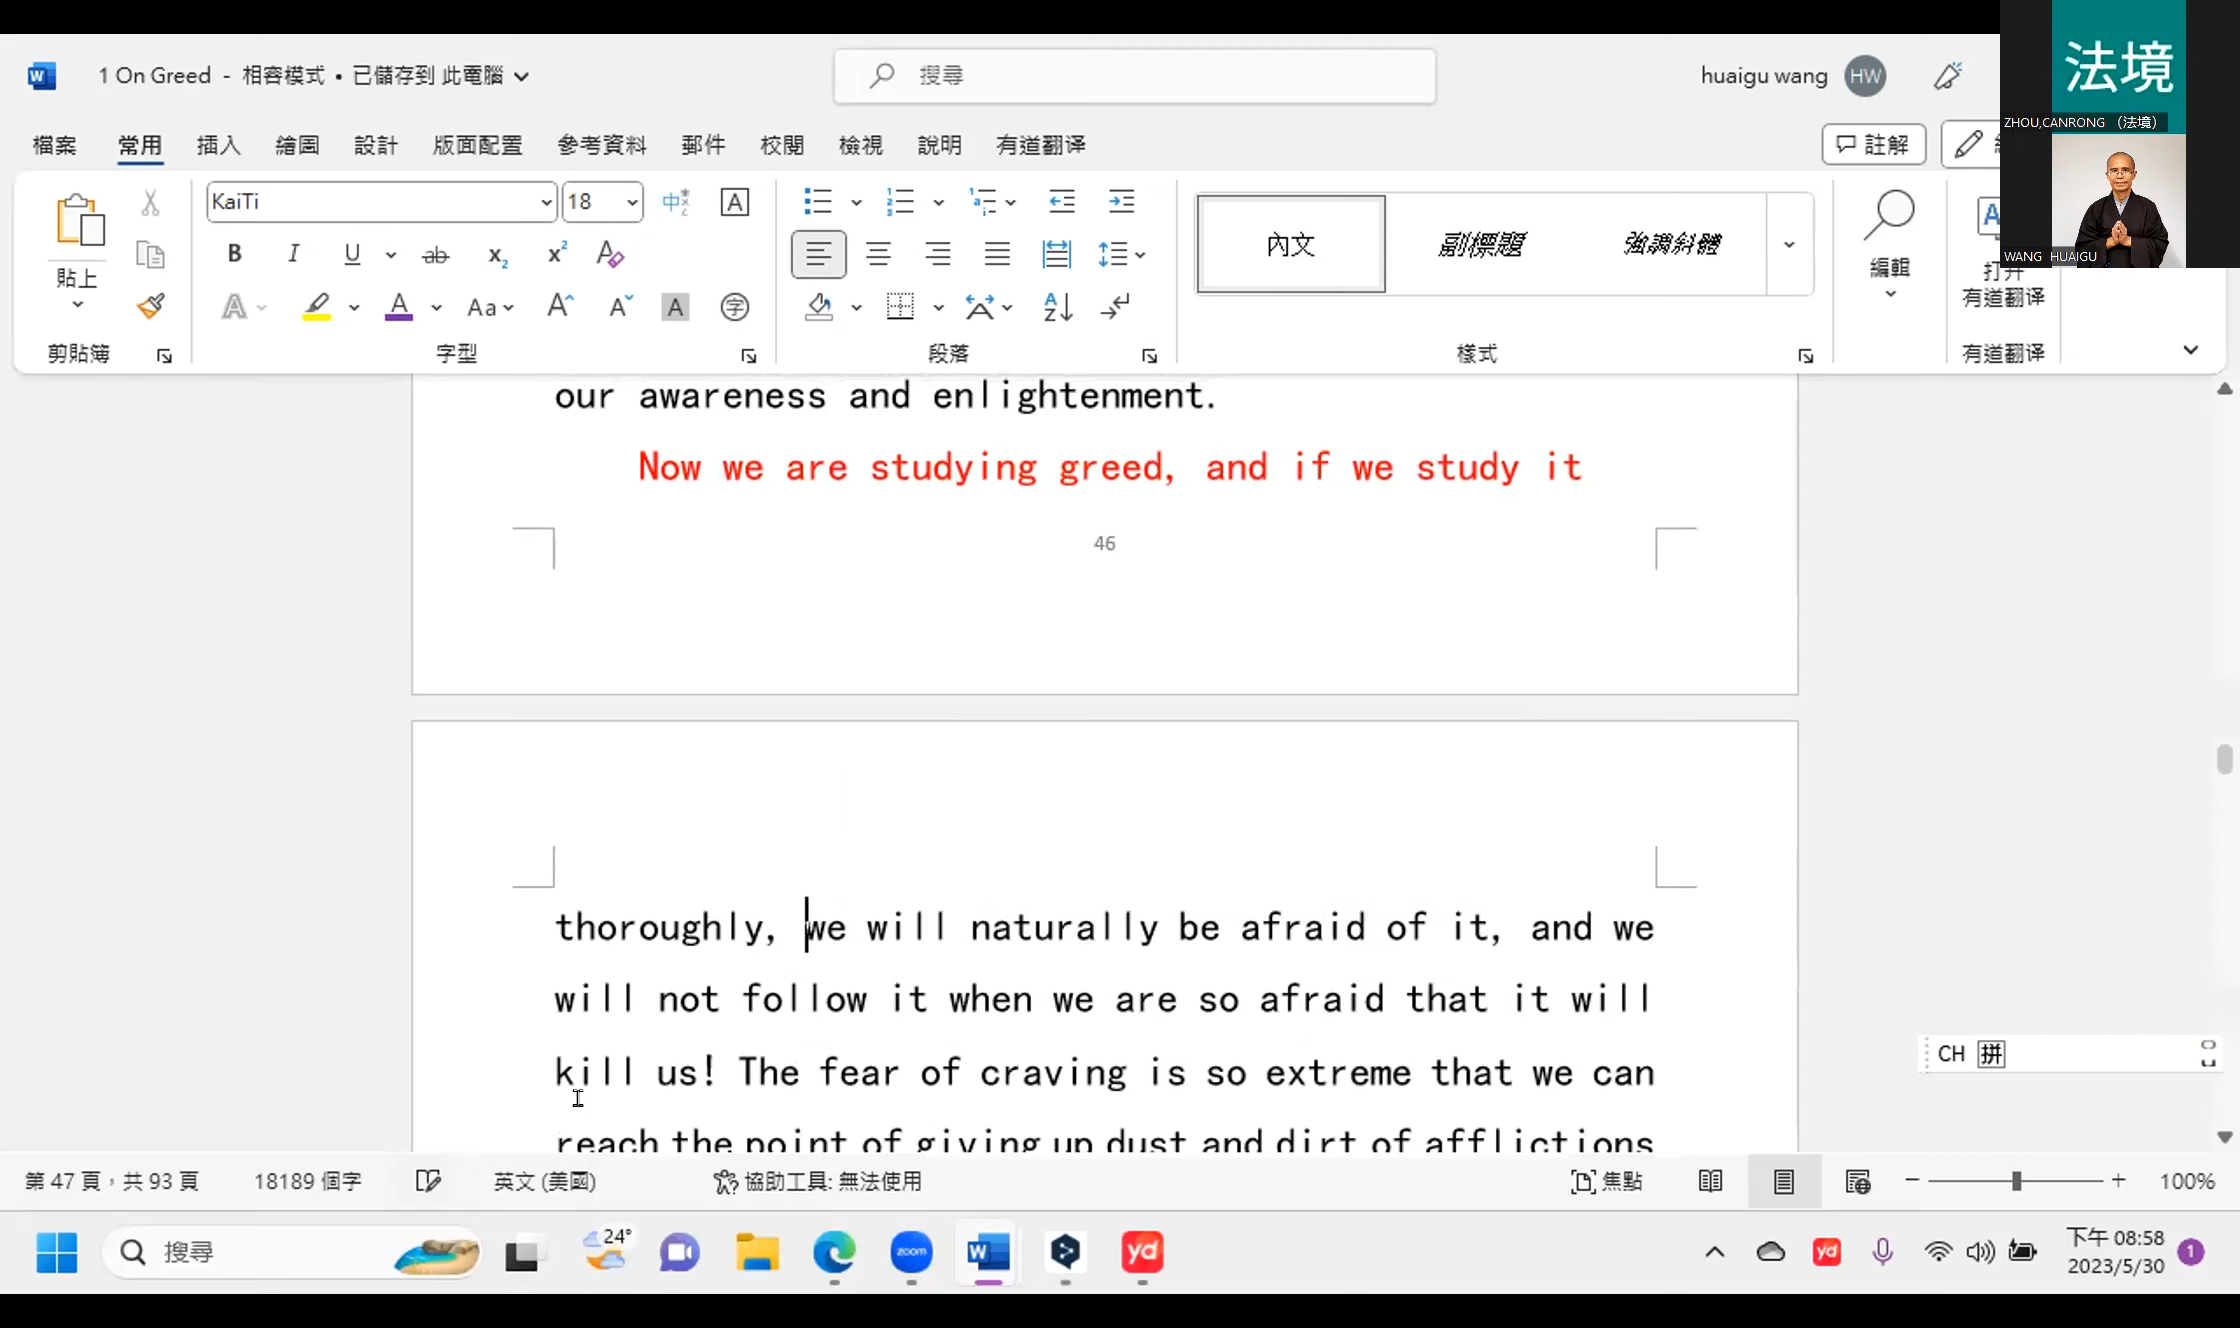 1 On Greed - 相容模式 • 已儲存到 此電腦
搜尋
huaigu wang HW
法境
ZHOU,CANRONG （法境）
WANG HUAIGU
檔案 常用 插入 繪圖 設計 版面配置 參考資料 郵件 校閱 檢視 說明 有道翻译
註解
貼上
KaiTi 18
B I U ab x₂ x² A
A A Aa A A A 字
內文 副標題 強調斜體
編輯
打开
有道翻译
剪貼簿 字型 段落 樣式 有道翻译
our awareness and enlightenment.
Now we are studying greed, and if we study it
46
thoroughly, we will naturally be afraid of it, and we
will not follow it when we are so afraid that it will
kill us! The fear of craving is so extreme that we can
reach the point of giving up dust and dirt of afflictions
CH 拼
第 47 頁，共 93 頁 18189 個字 英文 (美國) 協助工具: 無法使用 焦點 100%
搜尋 24° zoom W yd yd 下午 08:58 1
2023/5/30